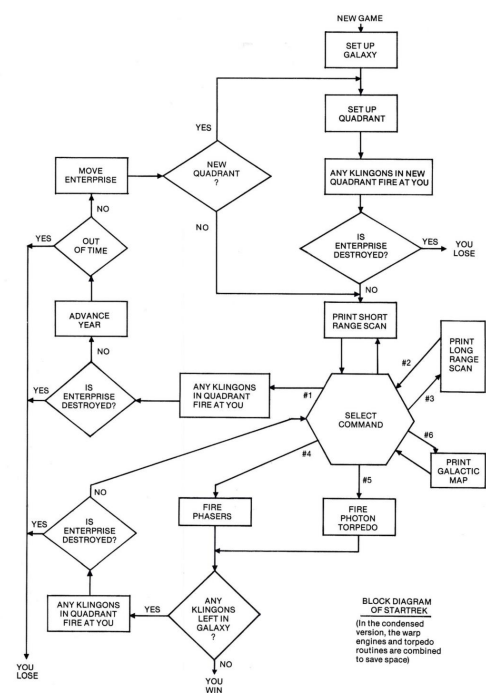 NEW GAME
SET UP
GALAXY
SET UP
QUADRANT
YES
MOVE
ENTERPRISE
NEW
QUADRANT
?
ANY KLINGONS IN NEW
QUADRANT FIRE AT YOU
NO
NO
YES
OUT
OF TIME
IS
ENTERPRISE
DESTROYED?
YES
YOU
LOSE
NO
ADVANCE
YEAR
PRINT SHORT
RANGE SCAN
PRINT
LONG
RANGE
SCAN
#2
NO
YES
IS
ENTERPRISE
DESTROYED?
ANY KLINGONS
IN QUADRANT
FIRE AT YOU
#1
SELECT
COMMAND
#3
#6
#4
PRINT
GALACTIC
MAP
#5
NO
YES
IS
ENTERPRISE
DESTROYED?
FIRE
PHASERS
FIRE
PHOTON
TORPEDO
ANY KLINGONS
IN QUADRANT
FIRE AT YOU
YES
ANY
KLINGONS
LEFT IN
GALAXY
?
BLOCK DIAGRAM
OF STARTREK
(In the condensed
version, the warp
engines and torpedo
routines are combined
to save space)
NO
YOU
LOSE
YOU
WIN